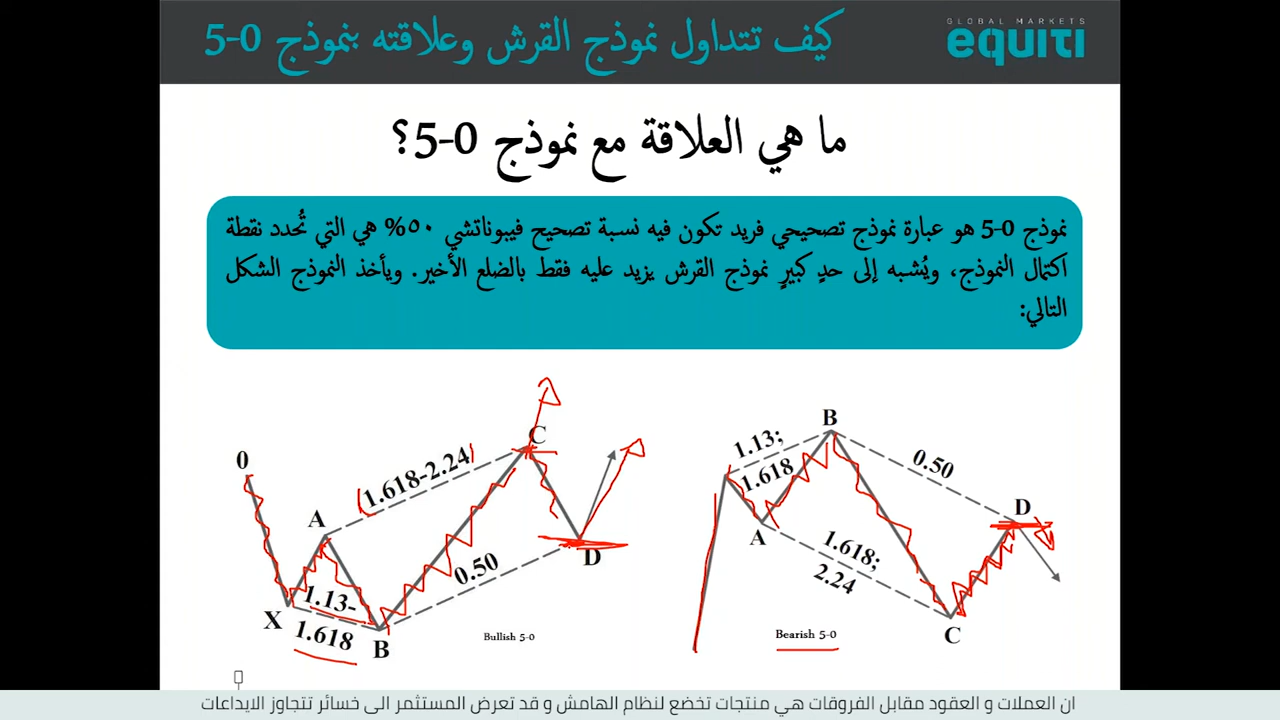 كيف تتداول نموذج القرش وعلاقته بنموذج 0-5
GLOBAL MARKETS
equiti
ما هي العلاقة مع نموذج 0-5؟
نموذج 0-5 هو عبارة نموذج تصحيحي فريد تكون فيه نسبة تصحيح فيبوناتشي ٥٠% هي التي تُحدد نقطة
اكتمال النموذج، ويُشبه إلى حدٍ كبيرٍ نموذج القرش يزيد عليه فقط بالضلع الأخير. ويأخذ النموذج الشكل
التالي:
0
A
1.618-2.24
C
1.13-
1.618
X
B
0.50
D
Bullish 5-0
1.13;
1.618
B
0.50
D
A
1.618;
2.24
C
Bearish 5-0
ان العملات و العقود مقابل الفروقات هي منتجات تخضع لنظام الهامش و قد تعرض المستثمر الى خسائر تتجاوز الايداعات